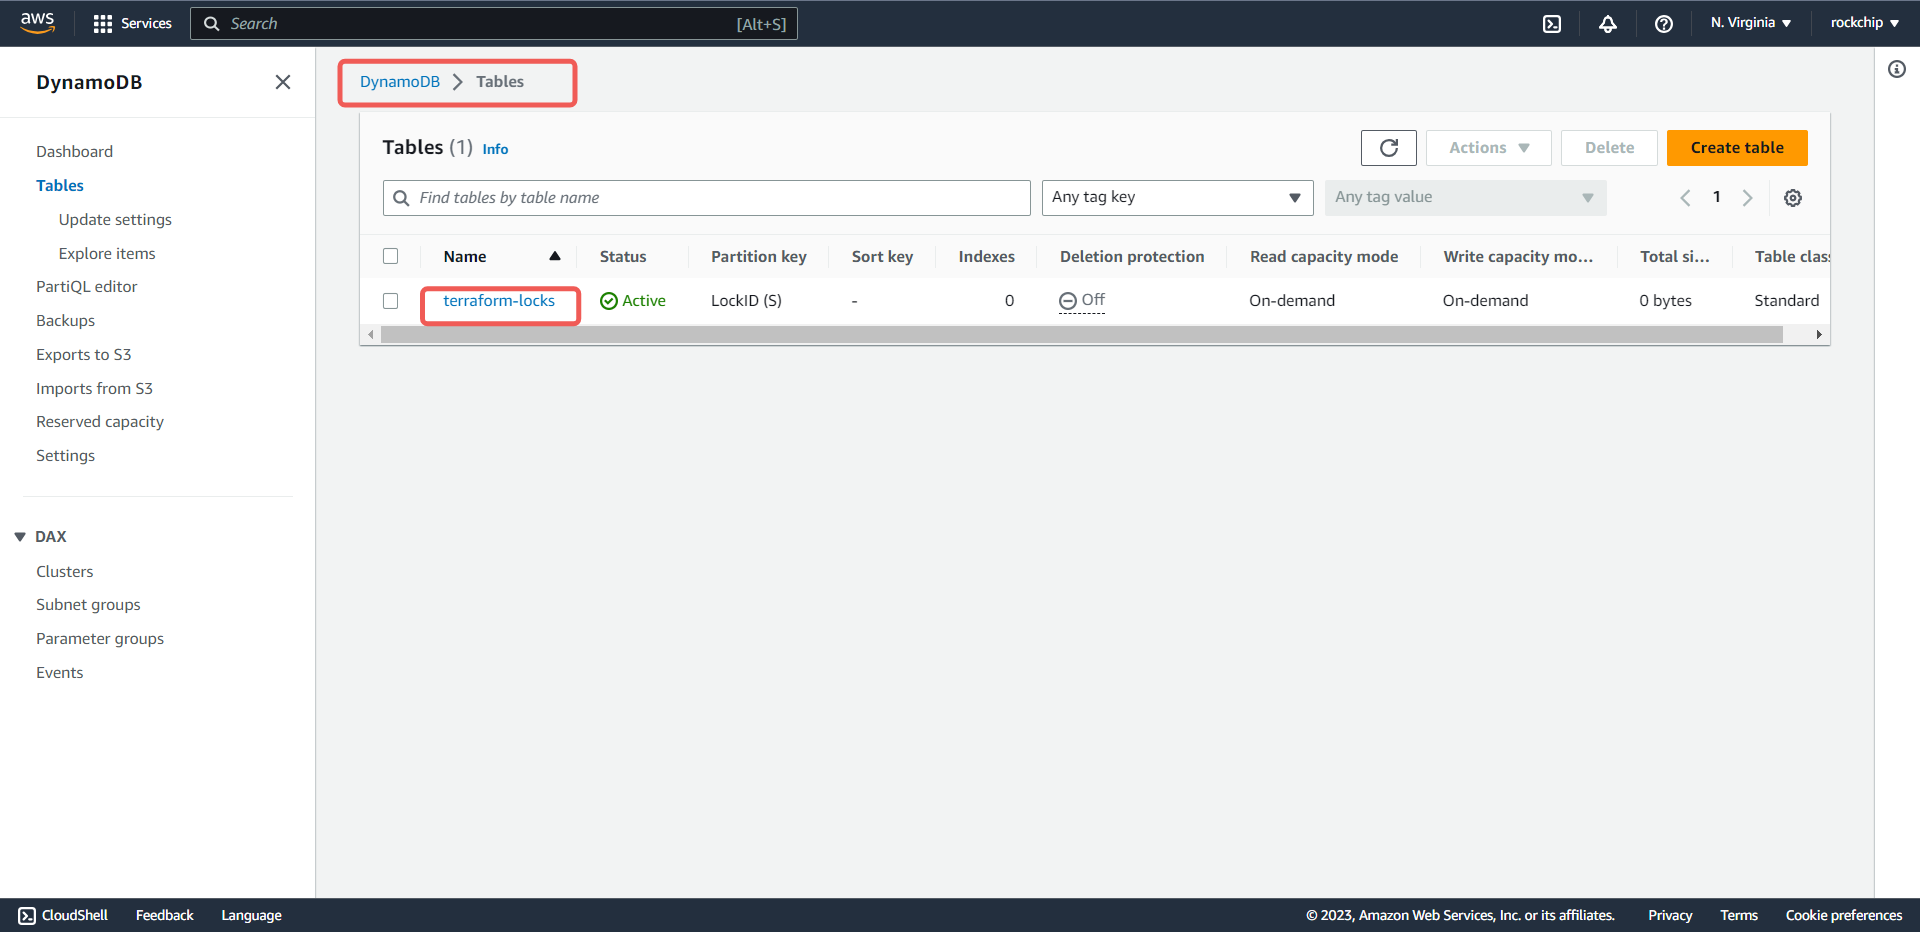 aws Services Search [Alt+S] N. Virginia rockchip
DynamoDB
Dashboard
Tables
Update settings
Explore items
PartiQL editor
Backups
Exports to S3
Imports from S3
Reserved capacity
Settings
DAX
Clusters
Subnet groups
Parameter groups
Events
DynamoDB Tables
Tables (1) Info Actions Delete Create table
Find tables by table name Any tag key Any tag value 1
Name Status Partition key Sort key Indexes Deletion protection Read capacity mode Write capacity mo... Total si... Table clas
terraform-locks Active LockID (S) - 0 Off On-demand On-demand 0 bytes Standard
CloudShell Feedback Language © 2023, Amazon Web Services, Inc. or its affiliates. Privacy Terms Cookie preferences